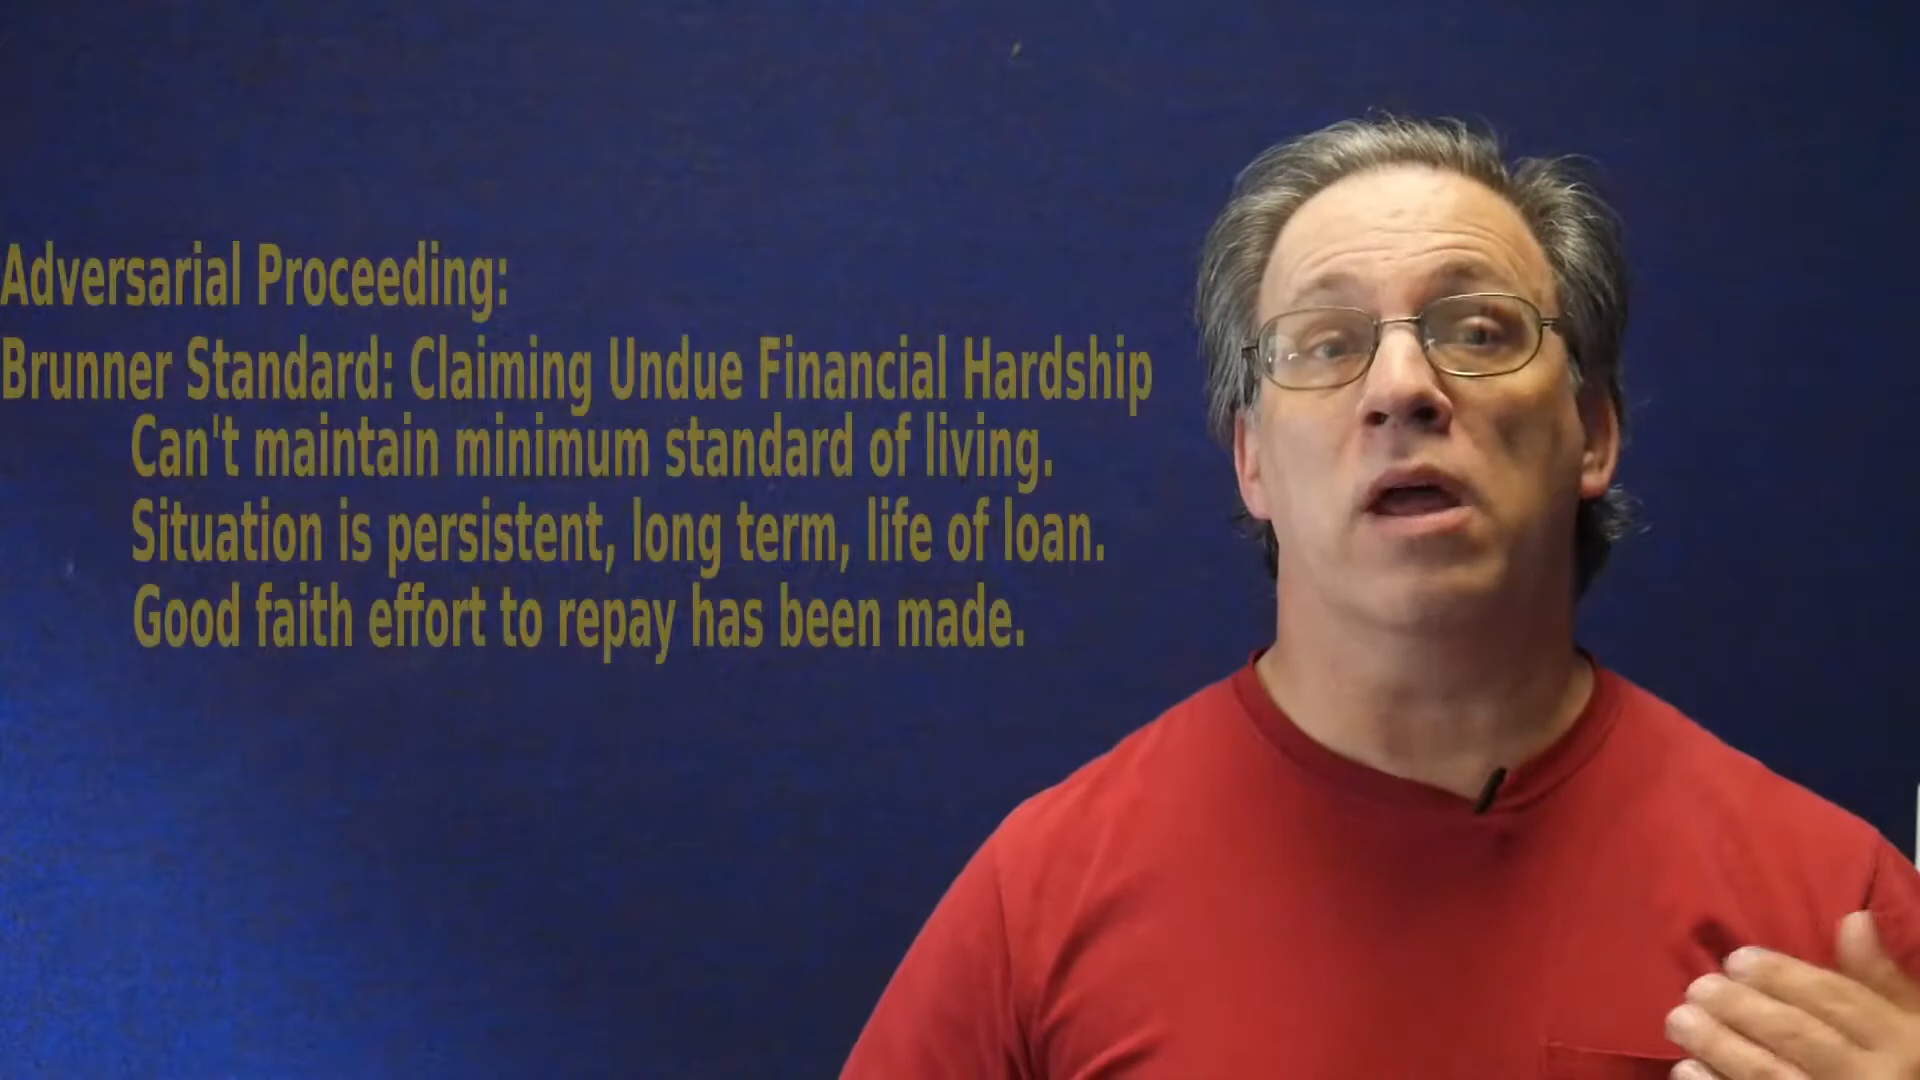 Adversarial Proceeding:
Brunner Standard: Claiming Undue Financial Hardship
Can't maintain minimum standard of living.
Situation is persistent, long term, life of loan.
Good faith effort to repay has been made.